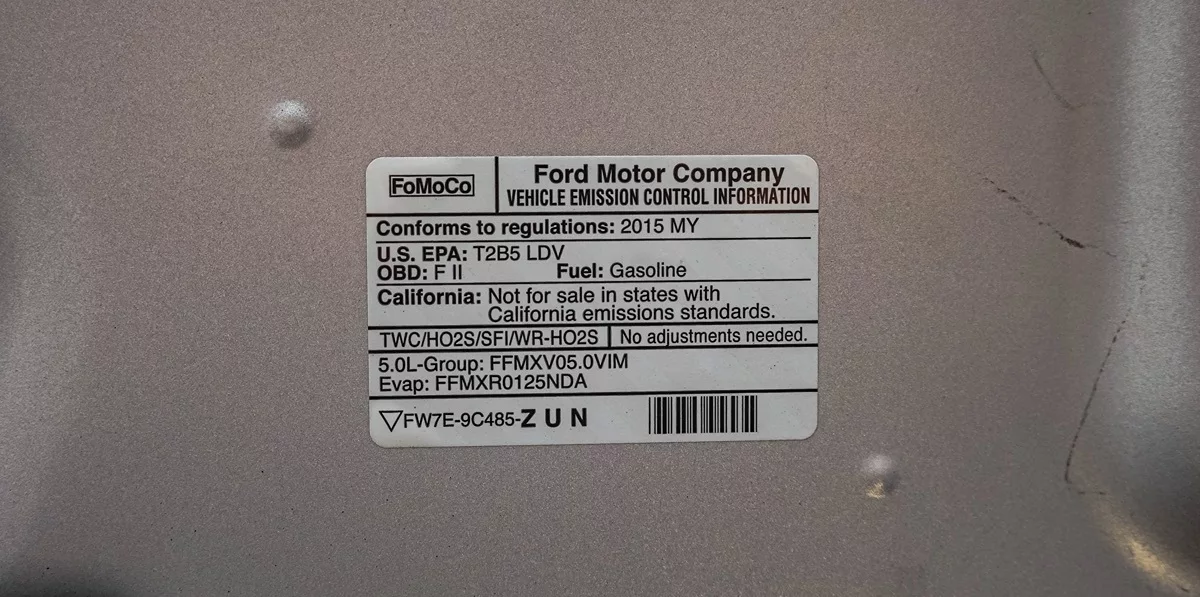 FoMoCo
Ford Motor Company
VEHICLE EMISSION CONTROL INFORMATION
Conforms to regulations: 2015 MY
U.S. EPA: T2B5 LDV
OBD: F II Fuel: Gasoline
California: Not for sale in states with
California emissions standards.
TWC/HO2S/SFI/WR-HO2S No adjustments needed.
5.0L-Group: FFMXV05.0VIM
Evap: FFMXR0125NDA
▽FW7E-9C485-Z U N